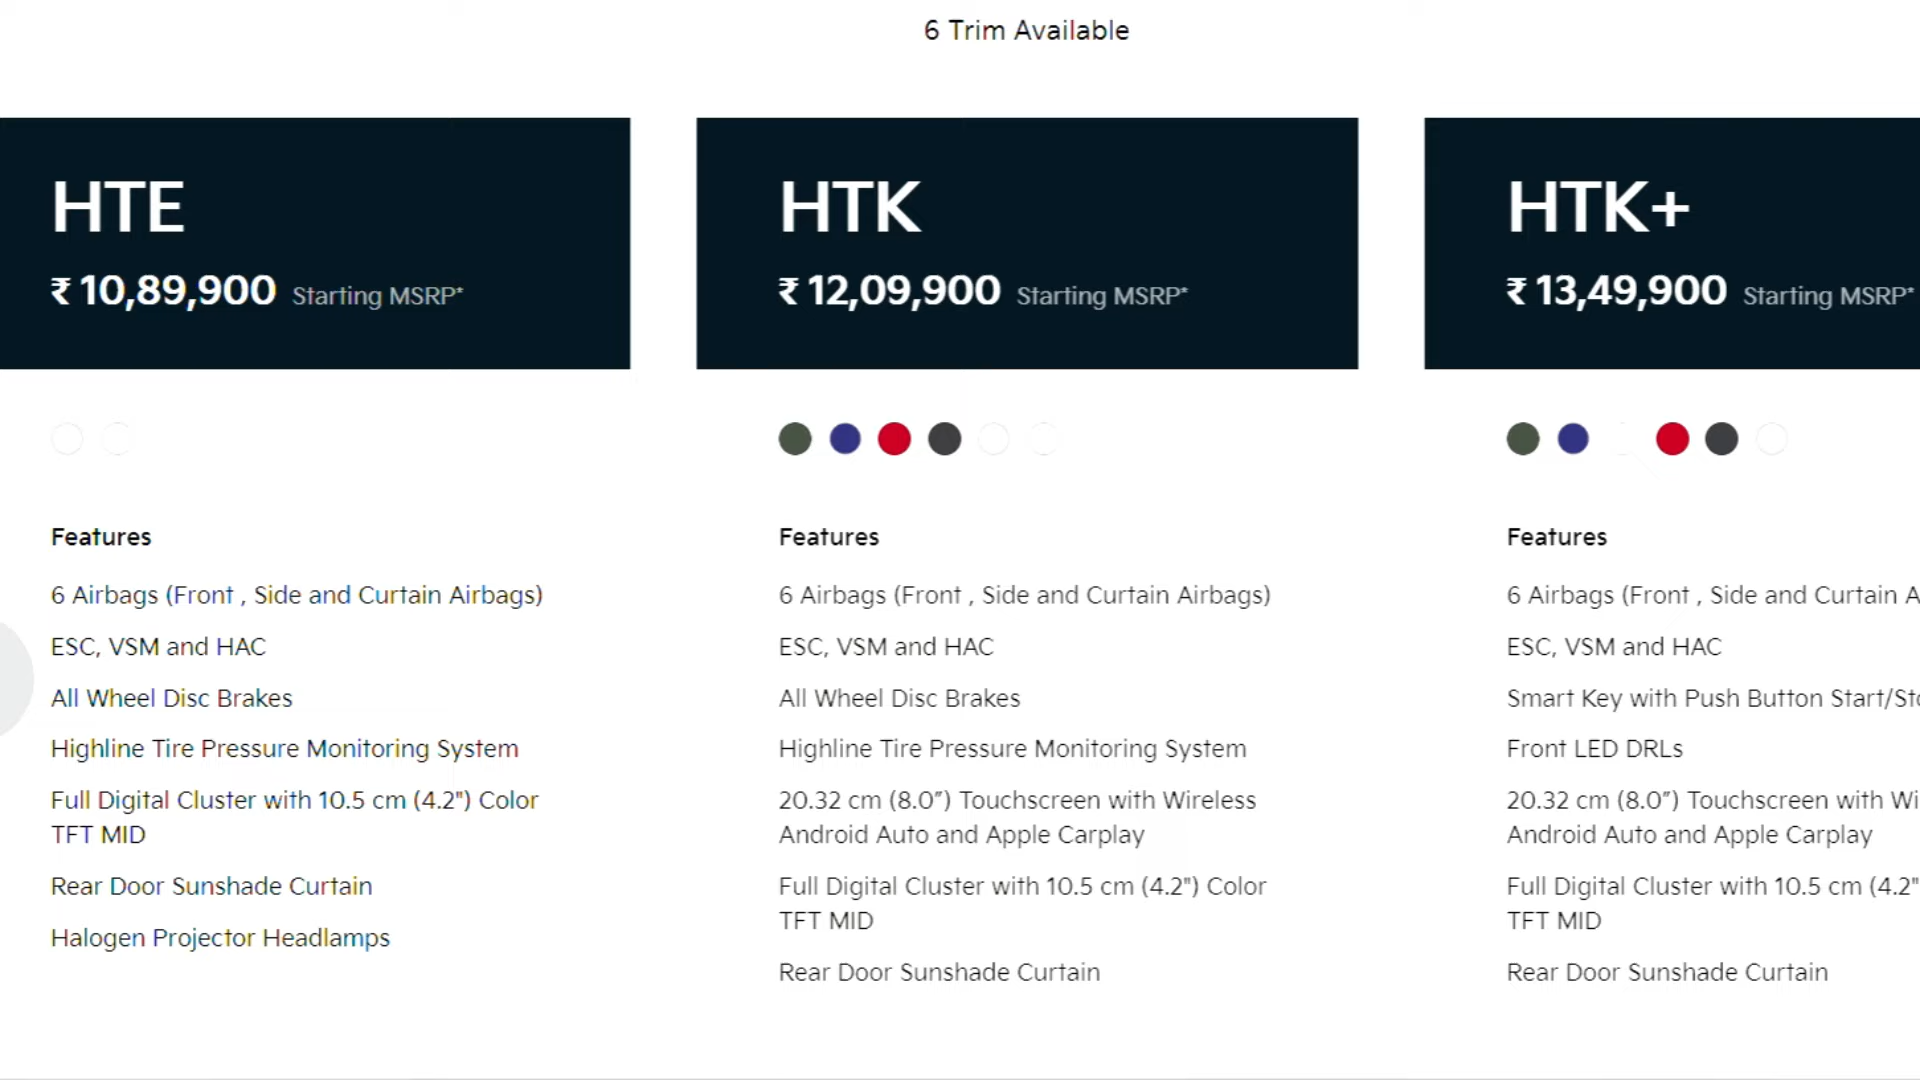 6 Trim Available
HTE
₹ 10,89,900 Starting MSRP*
Features
6 Airbags (Front , Side and Curtain Airbags)
ESC, VSM and HAC
All Wheel Disc Brakes
Highline Tire Pressure Monitoring System
Full Digital Cluster with 10.5 cm (4.2") Color
TFT MID
Rear Door Sunshade Curtain
Halogen Projector Headlamps
HTK
₹ 12,09,900 Starting MSRP*
Features
6 Airbags (Front , Side and Curtain Airbags)
ESC, VSM and HAC
All Wheel Disc Brakes
Highline Tire Pressure Monitoring System
20.32 cm (8.0”) Touchscreen with Wireless
Android Auto and Apple Carplay
Full Digital Cluster with 10.5 cm (4.2") Color
TFT MID
Rear Door Sunshade Curtain
HTK+
₹ 13,49,900 Starting MSRP*
Features
6 Airbags (Front , Side and Curtain
ESC, VSM and HAC
Smart Key with Push Button Start/
Front LED DRLs
20.32 cm (8.0”) Touchscreen with
Android Auto and Apple Carplay
Full Digital Cluster with 10.5 cm (4.2"
TFT MID
Rear Door Sunshade Curtain